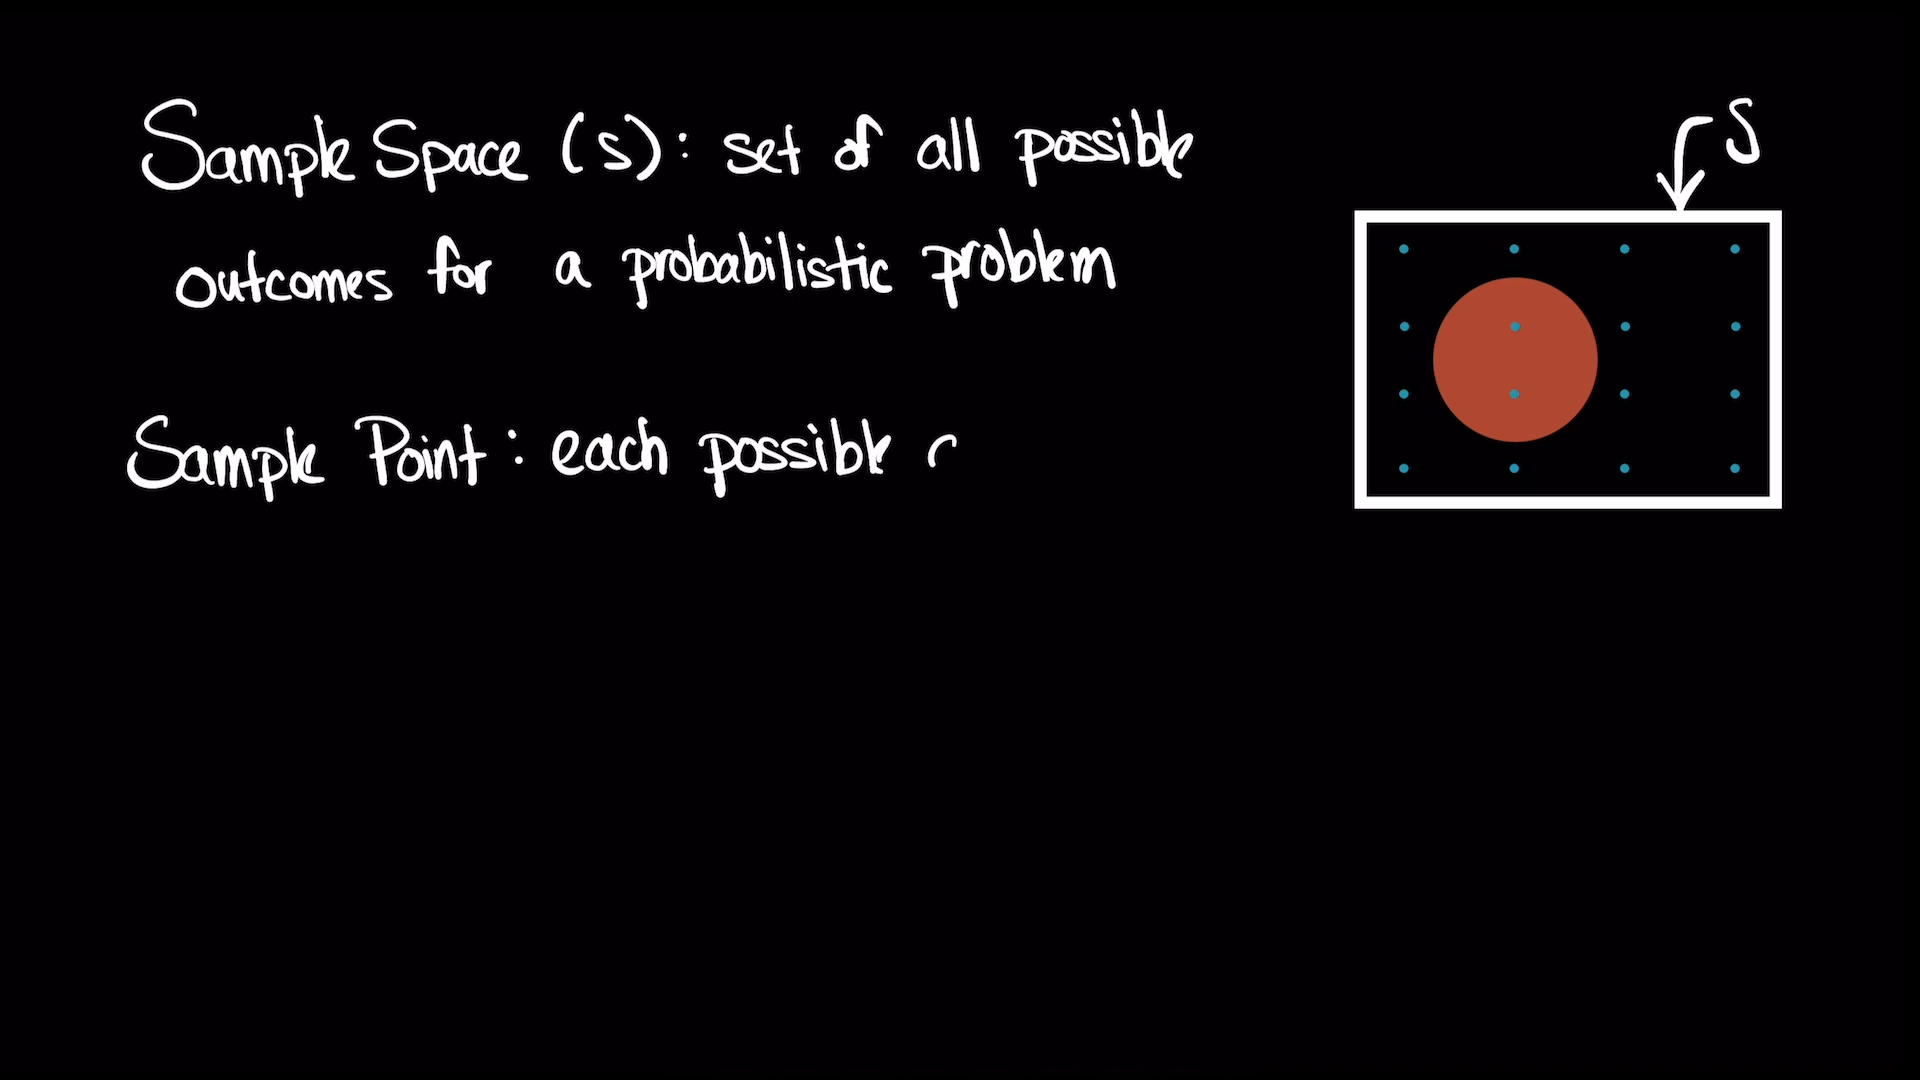 Sample Space (S): set of all possible
outcomes for a probabilistic problem
Sample Point: each possible
S